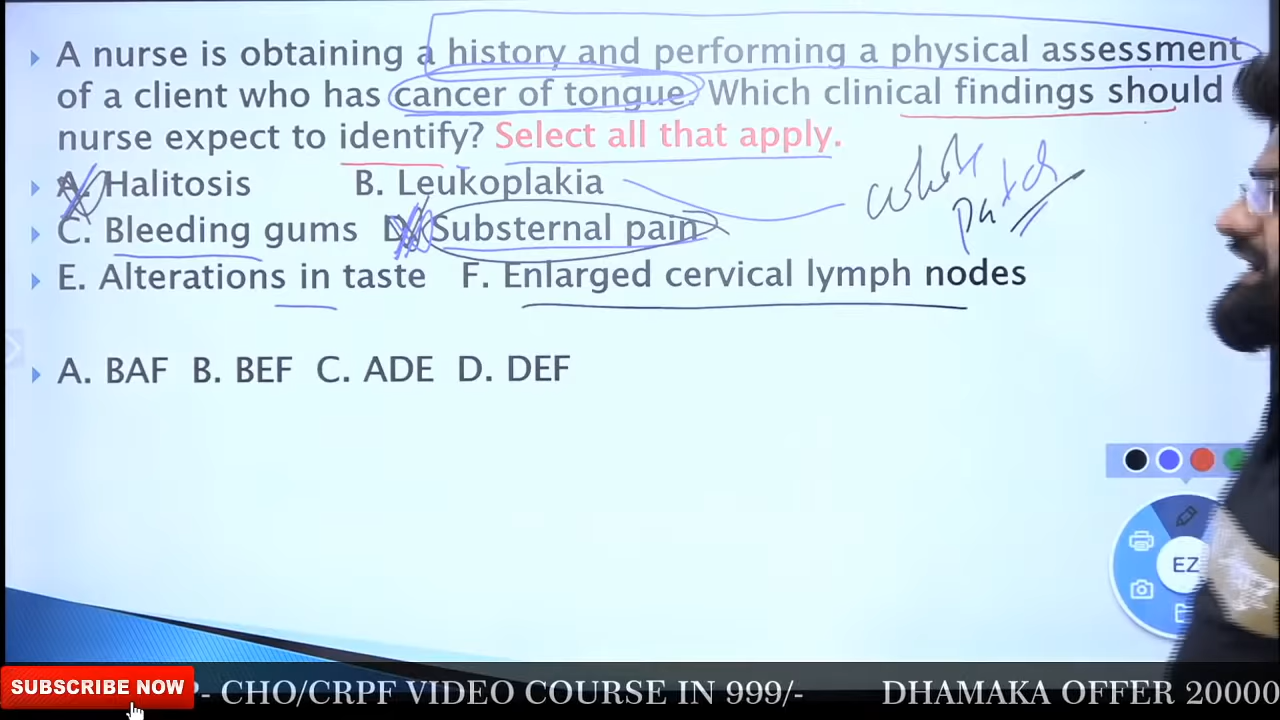 A nurse is obtaining a history and performing a physical assessment
of a client who has cancer of tongue. Which clinical findings should
nurse expect to identify? Select all that apply.
A. Halitosis B. Leukoplakia
white
patch
C. Bleeding gums D. Substernal pain
E. Alterations in taste F. Enlarged cervical lymph nodes
A. BAF B. BEF C. ADE D. DEF
EZ
SUBSCRIBE NOW
- CHO/CRPF VIDEO COURSE IN 999/- DHAMAKA OFFER 20000